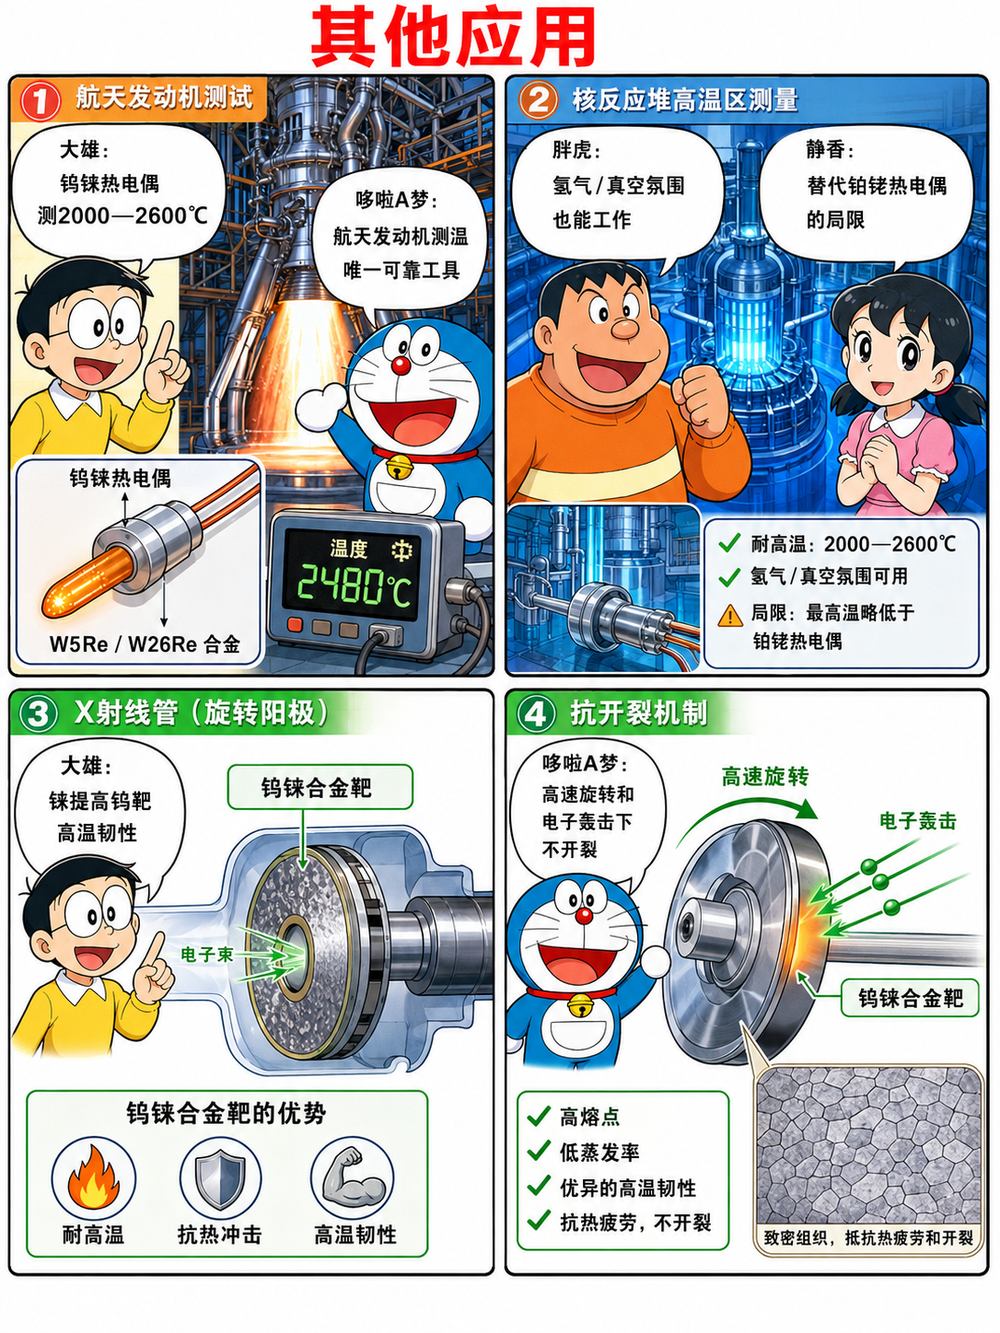 其他应用
1 航天发动机测试
大雄：
钨铼热电偶
测2000—2600℃
哆啦A梦：
航天发动机测温
唯一可靠工具
钨铼热电偶
W5Re / W26Re 合金
温度
2480℃
2 核反应堆高温区测量
胖虎：
氢气/真空氛围
也能工作
静香：
替代铂铑热电偶
的局限
耐高温：2000—2600℃
氢气/真空氛围可用
局限：最高温略低于
铂铑热电偶
3 X射线管（旋转阳极）
大雄：
铼提高钨靶
高温韧性
钨铼合金靶
电子束
钨铼合金靶的优势
耐高温
抗热冲击
高温韧性
4 抗开裂机制
哆啦A梦：
高速旋转和
电子轰击下
不开裂
高速旋转
电子轰击
钨铼合金靶
高熔点
低蒸发率
优异的高温韧性
抗热疲劳，不开裂
致密组织，抵抗热疲劳和开裂